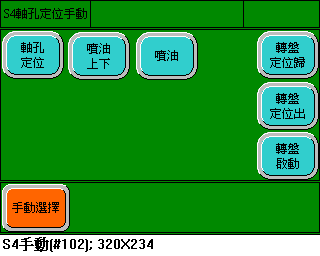 S4軸孔定位手動
軸孔
定位
噴油
上下
噴油
轉盤
定位歸
轉盤
定位出
轉盤
啟動
手動選擇
S4手動(#102); 320X234